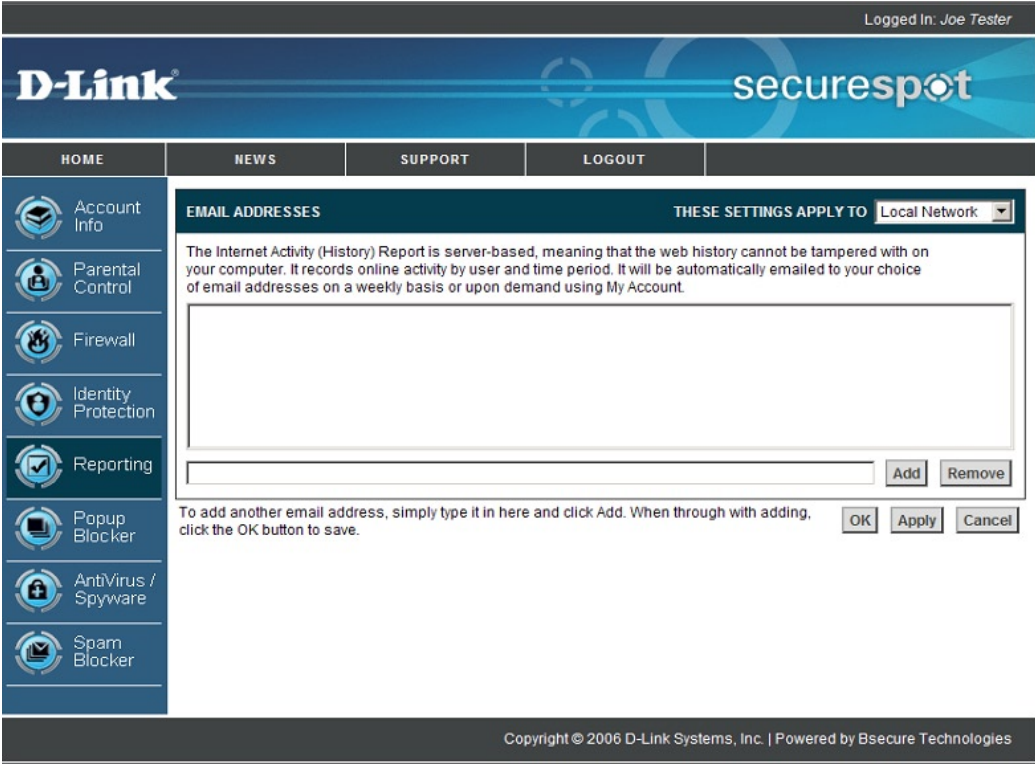 Logged In: Joe Tester
D-Link®
securespot
HOME
NEWS
SUPPORT
LOGOUT
Account
Info
Parental
Control
Firewall
Identity
Protection
Reporting
Popup
Blocker
AntiVirus /
Spyware
Spam
Blocker
EMAIL ADDRESSES
THESE SETTINGS APPLY TO Local Network
The Internet Activity (History) Report is server-based, meaning that the web history cannot be tampered with on
your computer. It records online activity by user and time period. It will be automatically emailed to your choice
of email addresses on a weekly basis or upon demand using My Account.
Add
Remove
To add another email address, simply type it in here and click Add. When through with adding,
click the OK button to save.
OK
Apply
Cancel
Copyright © 2006 D-Link Systems, Inc. | Powered by Bsecure Technologies